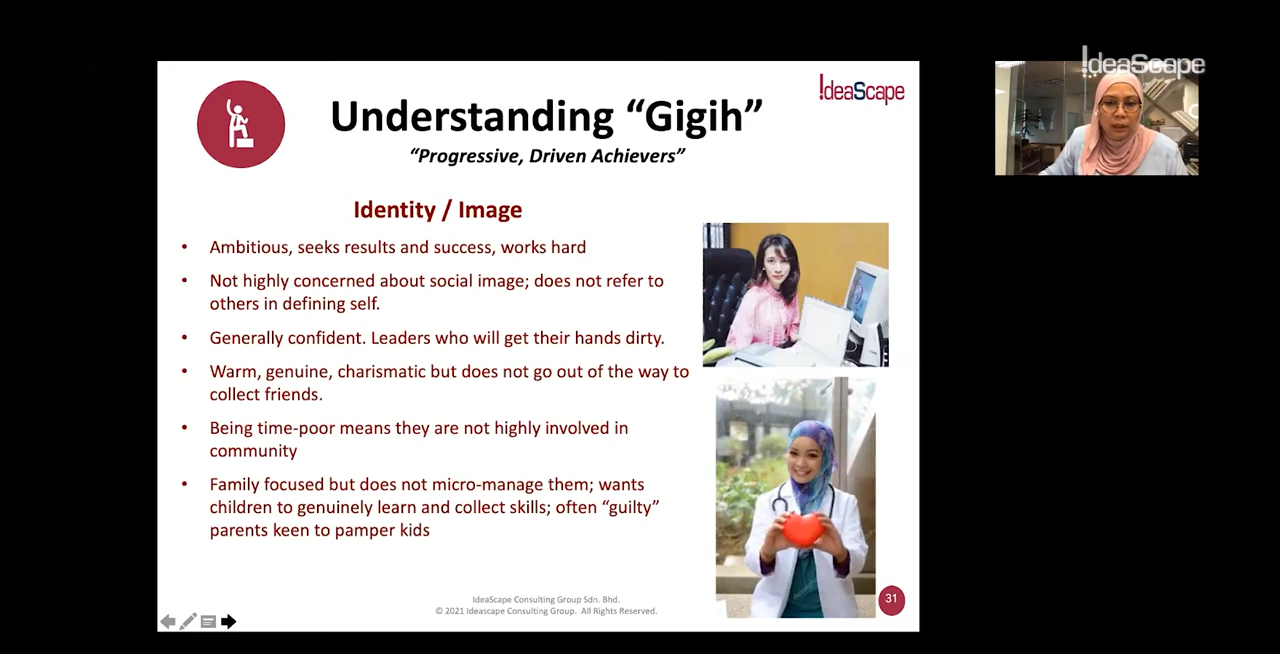 !deaScape
!deaScape
Understanding “Gigih”
“Progressive, Driven Achievers”
Identity / Image
• Ambitious, seeks results and success, works hard
• Not highly concerned about social image; does not refer to
others in defining self.
• Generally confident. Leaders who will get their hands dirty.
• Warm, genuine, charismatic but does not go out of the way to
collect friends.
• Being time-poor means they are not highly involved in
community
• Family focused but does not micro-manage them; wants
children to genuinely learn and collect skills; often “guilty”
parents keen to pamper kids
IdeaScape Consulting Group Sdn. Bhd.
© 2021 Ideascape Consulting Group. All Rights Reserved.
31